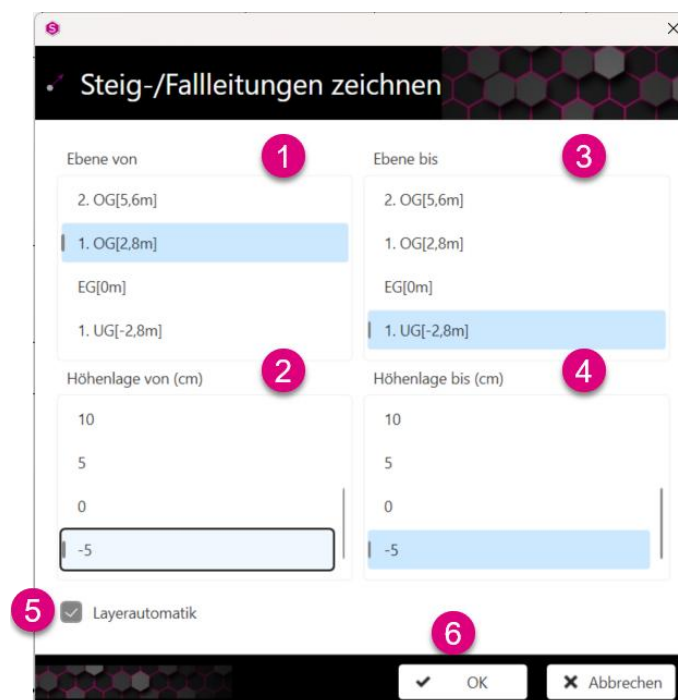 S
Steig-/Fallleitungen zeichnen
1
3
Ebene von
Ebene bis
2. OG[5,6m]
2. OG[5,6m]
1. OG[2,8m]
1. OG[2,8m]
EG[0m]
EG[0m]
1. UG[-2,8m]
1. UG[-2,8m]
2
4
Höhenlage von (cm)
Höhenlage bis (cm)
10
10
5
5
0
0
-5
-5
5
Layerautomatik
6
OK
Abbrechen